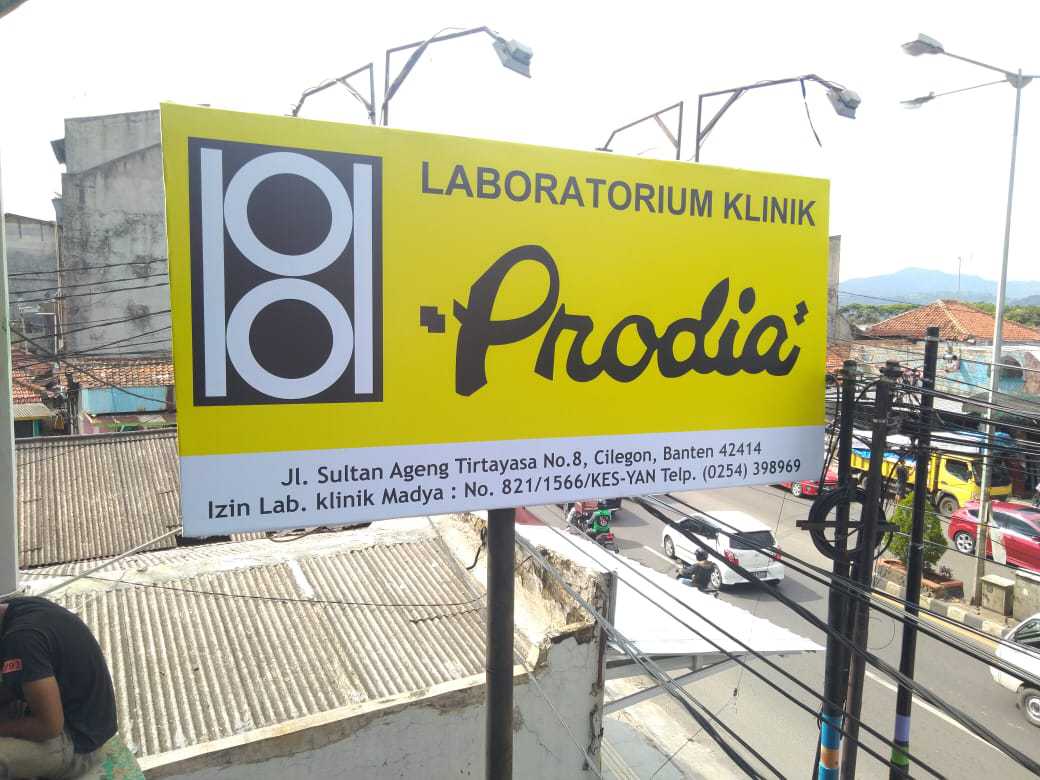 LABORATORIUM KLINIK
Prodia
Jl. Sultan Ageng Tirtayasa No.8, Cilegon, Banten 42414
Izin Lab. klinik Madya : No. 821/1566/KES-YAN Telp. (0254) 398969